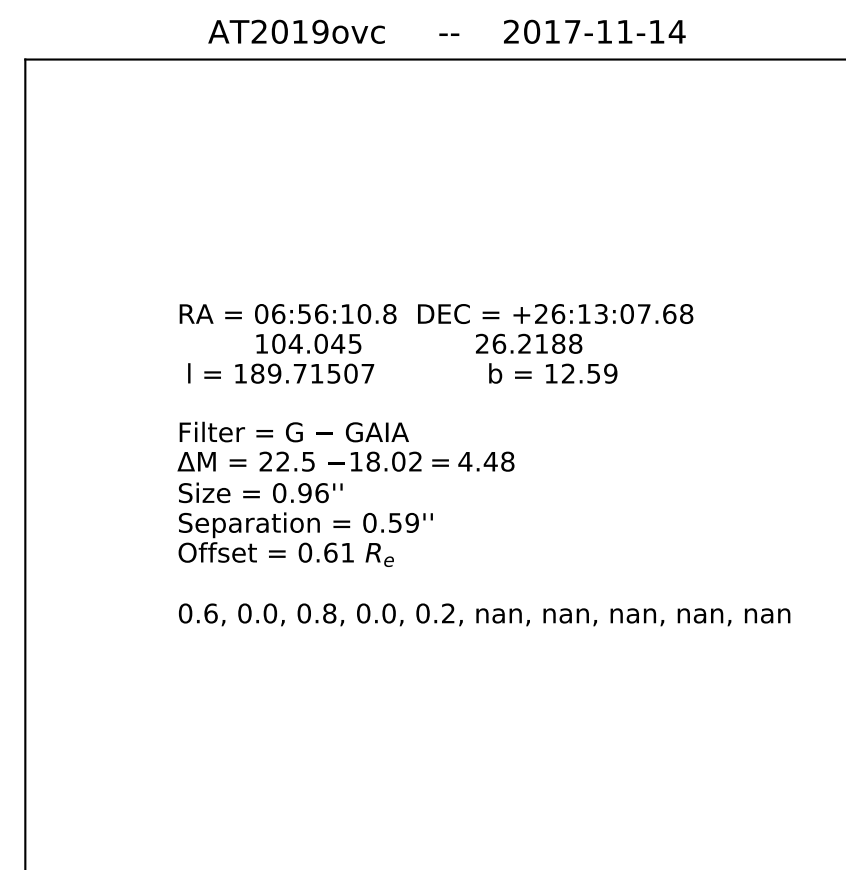 AT2019ovc -- 2017-11-14
RA = 06:56:10.8 DEC = +26:13:07.68
104.045 26.2188
l = 189.71507 b = 12.59
Filter = G − GAIA
ΔM = 22.5 −18.02 = 4.48
Size = 0.96''
Separation = 0.59''
Offset = 0.61 Re
0.6, 0.0, 0.8, 0.0, 0.2, nan, nan, nan, nan, nan